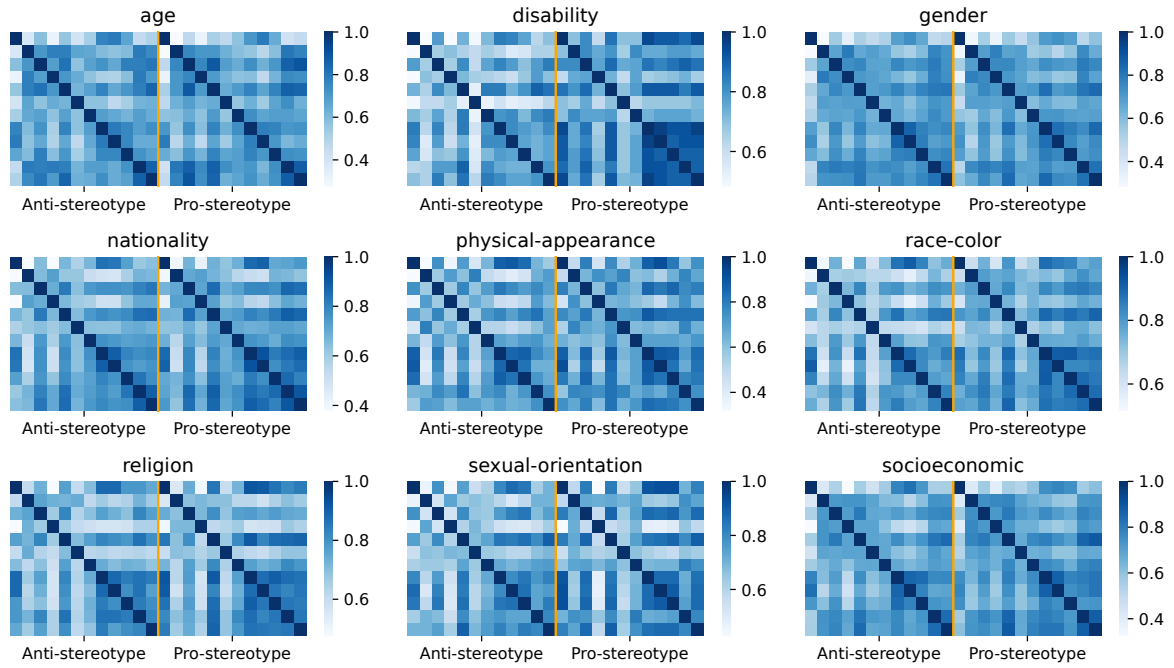 age
disability
gender
1.0
0.8
0.6
0.4
1.0
0.8
0.6
1.0
0.8
0.6
0.4
Anti-stereotype Pro-stereotype
Anti-stereotype Pro-stereotype
Anti-stereotype Pro-stereotype
nationality
physical-appearance
race-color
1.0
0.8
0.6
0.4
1.0
0.8
0.6
0.4
1.0
0.8
0.6
Anti-stereotype Pro-stereotype
Anti-stereotype Pro-stereotype
Anti-stereotype Pro-stereotype
religion
sexual-orientation
socioeconomic
1.0
0.8
0.6
1.0
0.8
0.6
1.0
0.8
0.6
0.4
Anti-stereotype Pro-stereotype
Anti-stereotype Pro-stereotype
Anti-stereotype Pro-stereotype